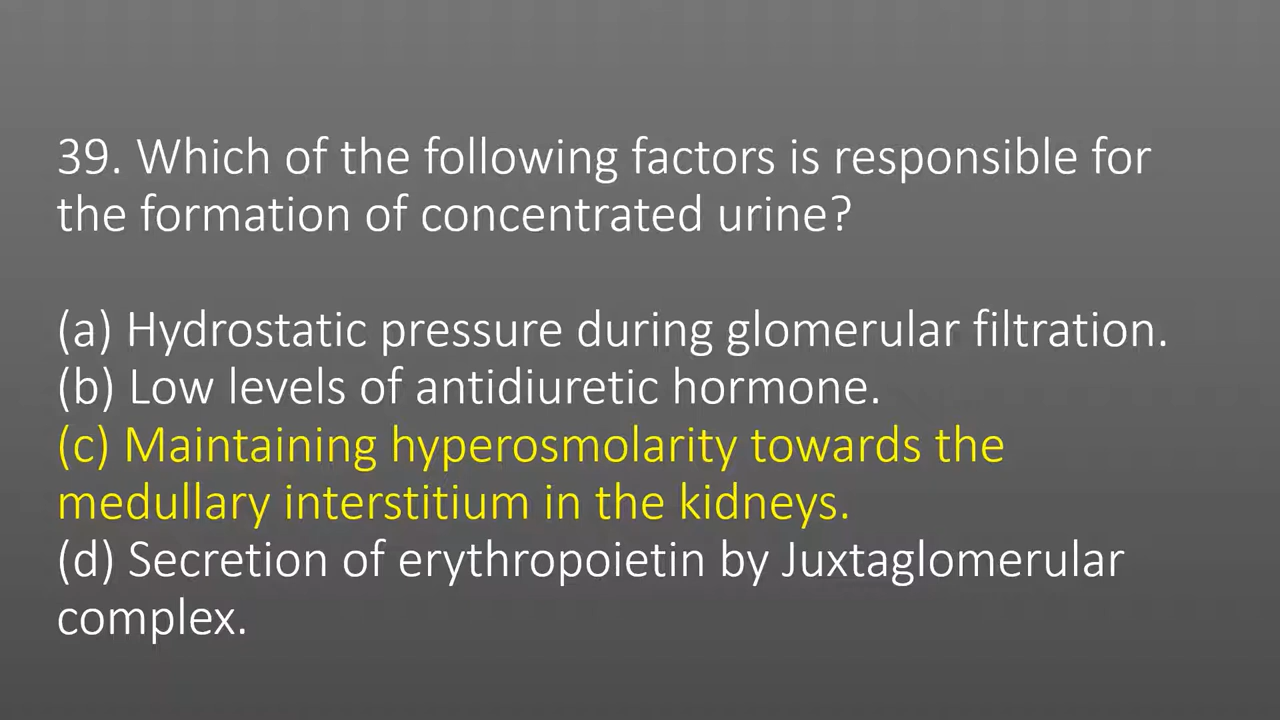 39. Which of the following factors is responsible for
the formation of concentrated urine?
(a) Hydrostatic pressure during glomerular filtration.
(b) Low levels of antidiuretic hormone.
(c) Maintaining hyperosmolarity towards the
medullary interstitium in the kidneys.
(d) Secretion of erythropoietin by Juxtaglomerular
complex.